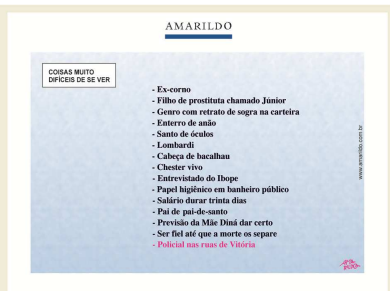 AMARILDO
COISAS MUITO
DIFÍCEIS DE SE VER
- Ex-corno
- Filho de prostituta chamado Júnior
- Genro com retrato de sogra na carteira
- Enterro de anão
- Santo de óculos
- Lombardi
- Cabeça de bacalhau
- Chester vivo
- Entrevistado do Ibope
- Papel higiênico em banheiro público
- Salário durar trinta dias
- Pai de pai-de-santo
- Previsão da Mãe Diná dar certo
- Ser fiel até que a morte os separe
- Policial nas ruas de Vitória
www.amarildo.com.br